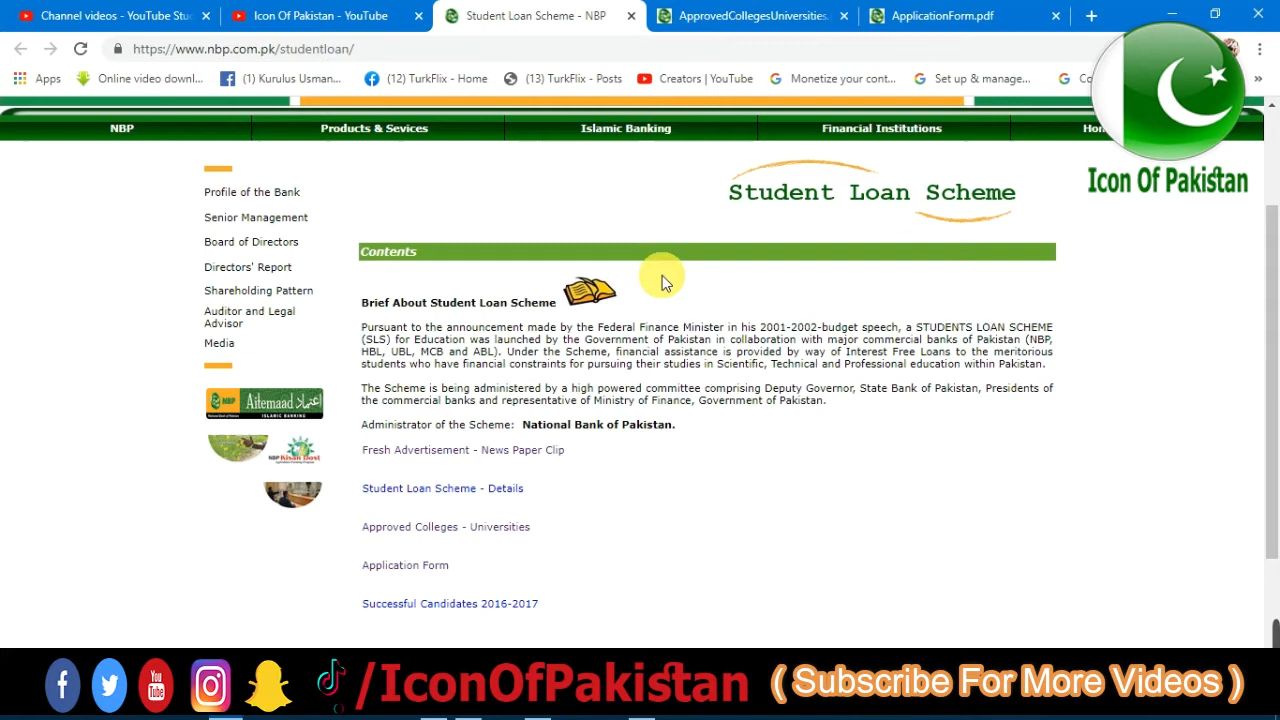 Channel videos - YouTube Stu
Icon Of Pakistan - YouTube
Student Loan Scheme - NBP
ApprovedCollegesUniversities.
ApplicationForm.pdf
https://www.nbp.com.pk/studentloan/
Apps
Online video downl...
(1) Kurulus Usman...
(12) TurkFlix - Home
(13) TurkFlix - Posts
Creators | YouTube
Monetize your cont...
Set up & manage...
NBP
Products & Sevices
Islamic Banking
Financial Institutions
Icon Of Pakistan
Student Loan Scheme
Profile of the Bank
Senior Management
Board of Directors
Directors' Report
Shareholding Pattern
Auditor and Legal
Advisor
Media
NBP Aitemaad اعتماد
ISLAMIC BANKING
NBP Kisan Dost
Contents
Brief About Student Loan Scheme
Pursuant to the announcement made by the Federal Finance Minister in his 2001-2002-budget speech, a STUDENTS LOAN SCHEME
(SLS) for Education was launched by the Government of Pakistan in collaboration with major commercial banks of Pakistan (NBP,
HBL, UBL, MCB and ABL). Under the Scheme, financial assistance is provided by way of Interest Free Loans to the meritorious
students who have financial constraints for pursuing their studies in Scientific, Technical and Professional education within Pakistan.
The Scheme is being administered by a high powered committee comprising Deputy Governor, State Bank of Pakistan, Presidents of
the commercial banks and representative of Ministry of Finance, Government of Pakistan.
Administrator of the Scheme: National Bank of Pakistan.
Fresh Advertisement - News Paper Clip
Student Loan Scheme - Details
Approved Colleges - Universities
Application Form
Successful Candidates 2016-2017
You Tube
/IconOfPakistan
( Subscribe For More Videos )